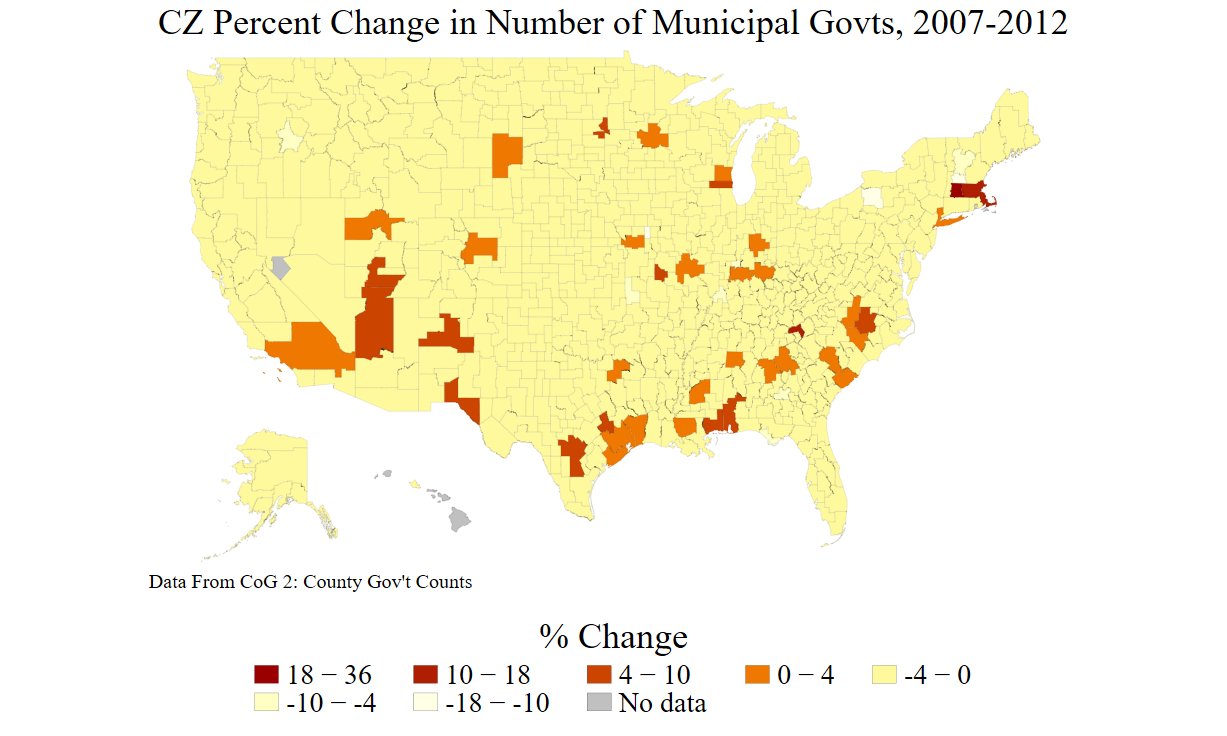 CZ Percent Change in Number of Municipal Govts, 2007-2012
Data From CoG 2: County Gov't Counts
% Change
18 − 36 10 − 18 4 − 10 0 − 4 -4 − 0
-10 − -4 -18 − -10 No data